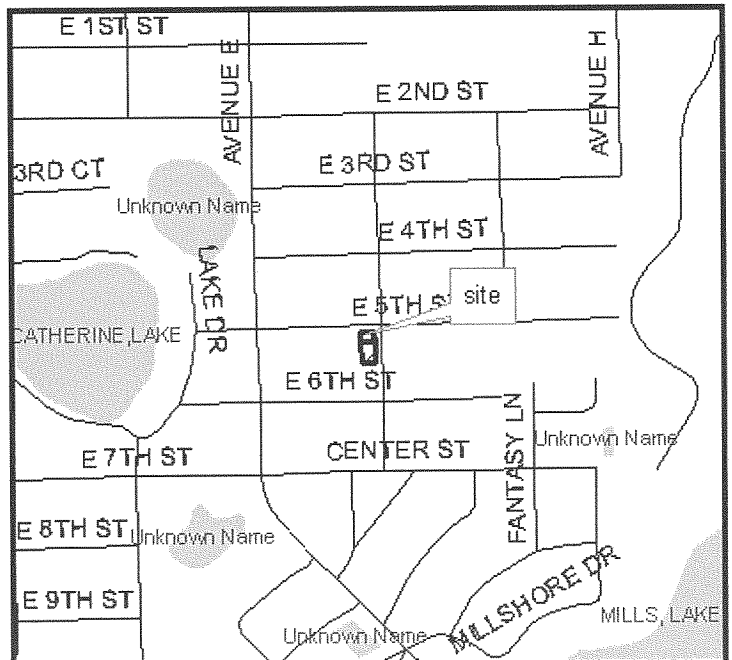 E 1ST ST
AVENUE E
AVENUE H
E 2ND ST
3RD CT
E 3RD ST
Unknown Name
E 4TH ST
LAKE DR
site
E 5TH ST
CATHERINE, LAKE
E 6TH ST
FANTASY LN
Unknown Name
E 7TH ST
CENTER ST
E 8TH ST
Unknown Name
E 9TH ST
MILLSHORE DR
MILLS, LAKE
Unknown Name